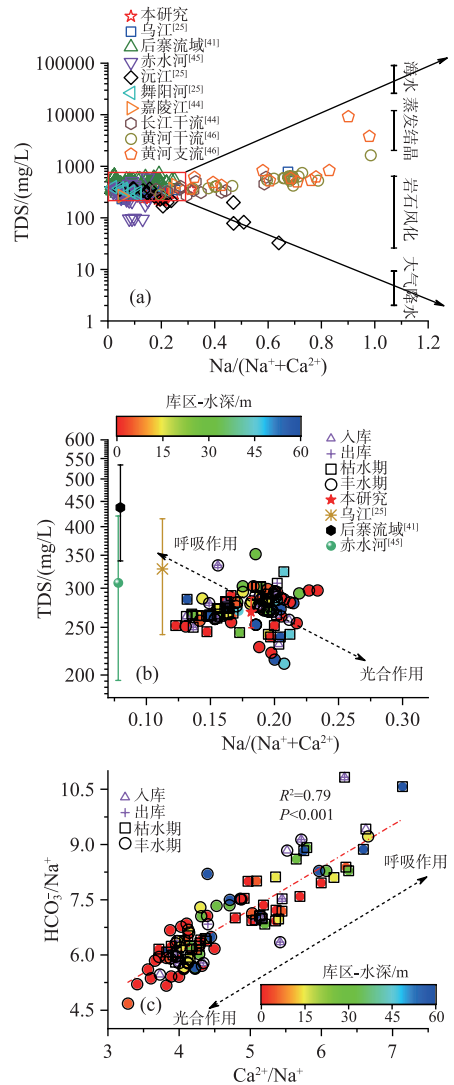 本研究
乌江[25]
后寨流域[41]
赤水河[45]
沅江[25]
舞阳河[25]
嘉陵江[44]
长江干流[44]
黄河干流[46]
黄河支流[46]
100000
10000
1000
100
10
1
TDS/(mg/L)
海水
蒸发结晶
岩石风化
大气降水
(a)
0 0.2 0.4 0.6 0.8 1.0 1.2
Na/(Na⁺+Ca²⁺)
库区-水深/m
0 15 30 45 60
入库
出库
枯水期
丰水期
本研究
乌江[25]
后寨流域[41]
赤水河[45]
600
550
500
450
400
350
300
250
200
TDS/(mg/L)
呼吸作用
光合作用
(b)
0.10 0.15 0.20 0.25 0.30
Na/(Na⁺+Ca²⁺)
入库
出库
枯水期
丰水期
R²=0.79
P<0.001
10.5
9.0
7.5
6.0
4.5
HCO₃⁻/Na⁺
呼吸作用
光合作用
库区-水深/m
0 15 30 45 60
(c)
3 4 5 6 7
Ca²⁺/Na⁺